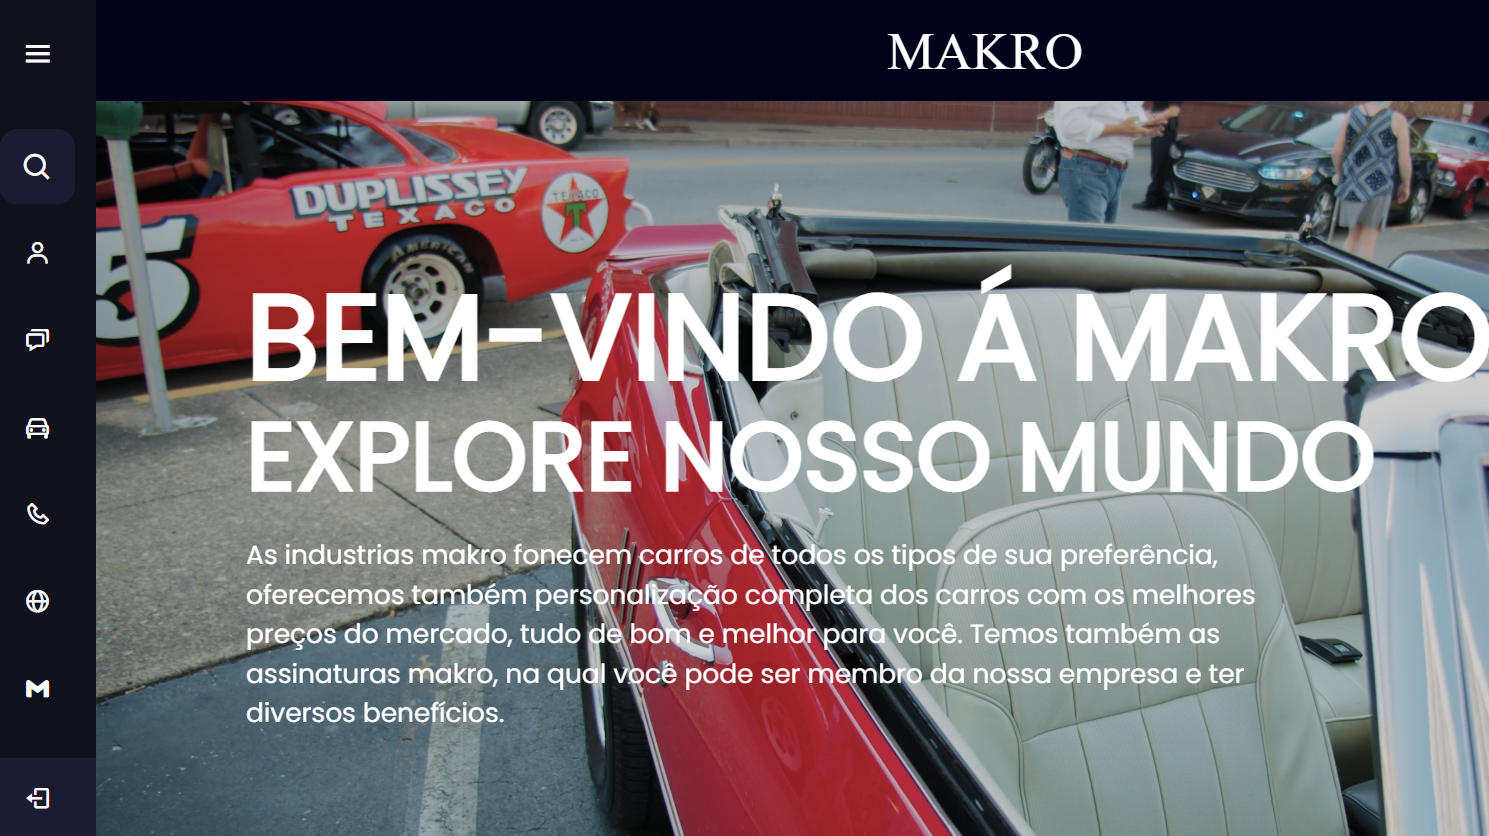 MAKRO
DUPLISSEY
TEXACO
TEXACO
T
5
AMERICAN
BEM-VINDO Á MAKRO
EXPLORE NOSSO MUNDO
As industrias makro fonecem carros de todos os tipos de sua preferência,
oferecemos também personalização completa dos carros com os melhores
preços do mercado, tudo de bom e melhor para você. Temos também as
assinaturas makro, na qual você pode ser membro da nossa empresa e ter
diversos benefícios.